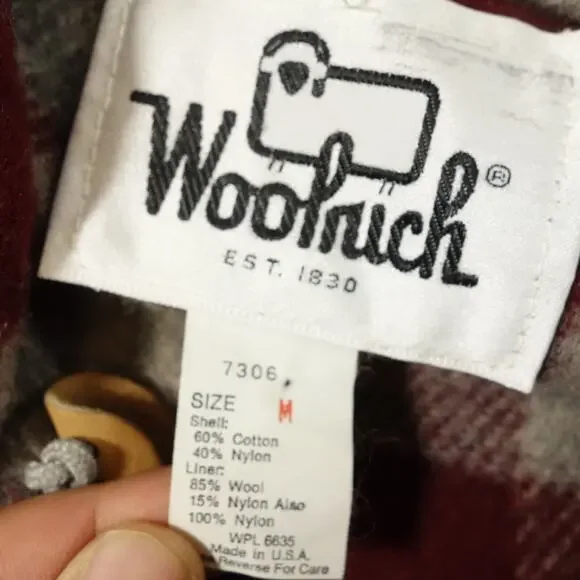 Woolrich ®
EST. 1830
7306,
SIZE M
Shell:
60% Cotton
40% Nylon
Liner:
85% Wool
15% Nylon Also
100% Nylon
WPL 6635
Made in U.S.A.
Reverse For Care